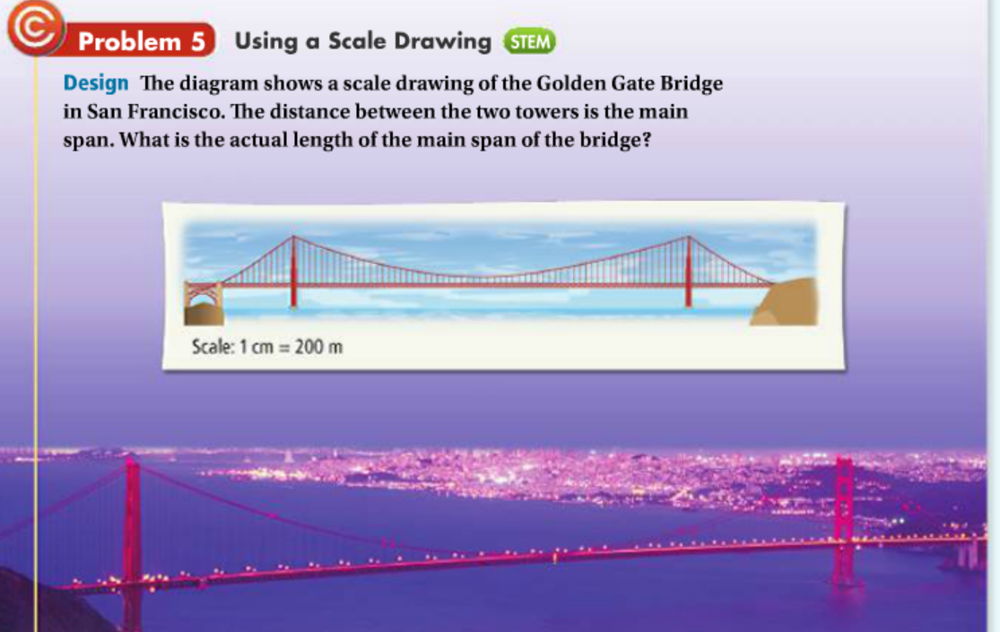 © Problem 5 Using a Scale Drawing STEM
Design The diagram shows a scale drawing of the Golden Gate Bridge
in San Francisco. The distance between the two towers is the main
span. What is the actual length of the main span of the bridge?
Scale: 1 cm = 200 m